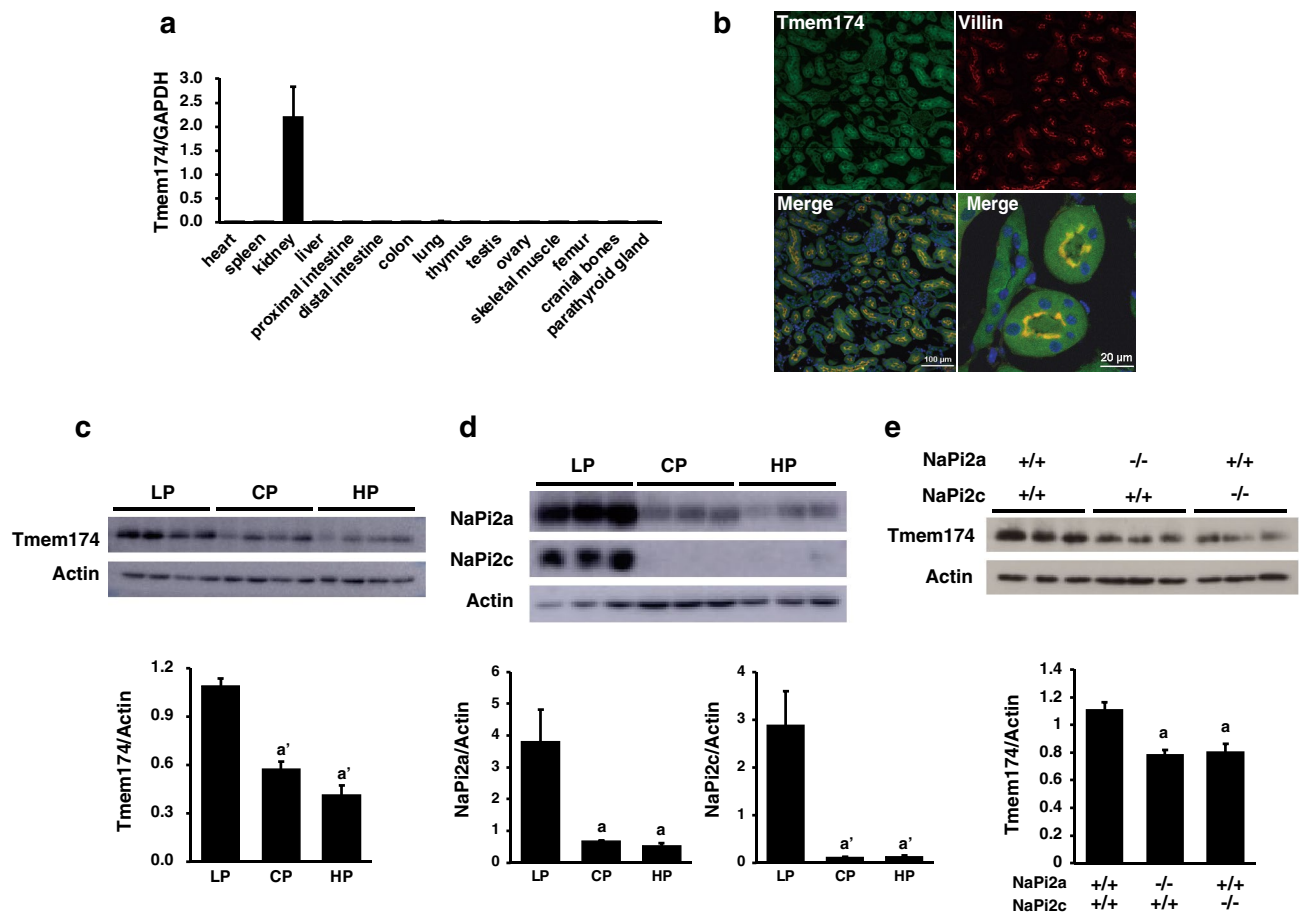 a
Tmem174/GAPDH
3.0
2.5
2.0
1.5
1.0
0.5
0.0
heart
spleen
kidney
liver
proximal intestine
distal intestine
colon
lung
thymus
testis
ovary
skeletal muscle
femur
cranial bones
parathyroid gland
b
Tmem174
Villin
Merge
Merge
100 µm
20 µm
c
LP CP HP
Tmem174
Actin
Tmem174/Actin
1.2
0.9
0.6
0.3
0.0
a’
a’
LP CP HP
d
LP CP HP
NaPi2a
NaPi2c
Actin
NaPi2a/Actin
6
5
4
3
2
1
0
a a
LP CP HP
NaPi2c/Actin
4
3
2
1
0
a’ a’
LP CP HP
e
NaPi2a +/+ -/- +/+
NaPi2c +/+ +/+ -/-
Tmem174
Actin
Tmem174/Actin
1.4
1.2
1
0.8
0.6
0.4
0.2
0
a a
NaPi2a +/+ -/- +/+
NaPi2c +/+ +/+ -/-